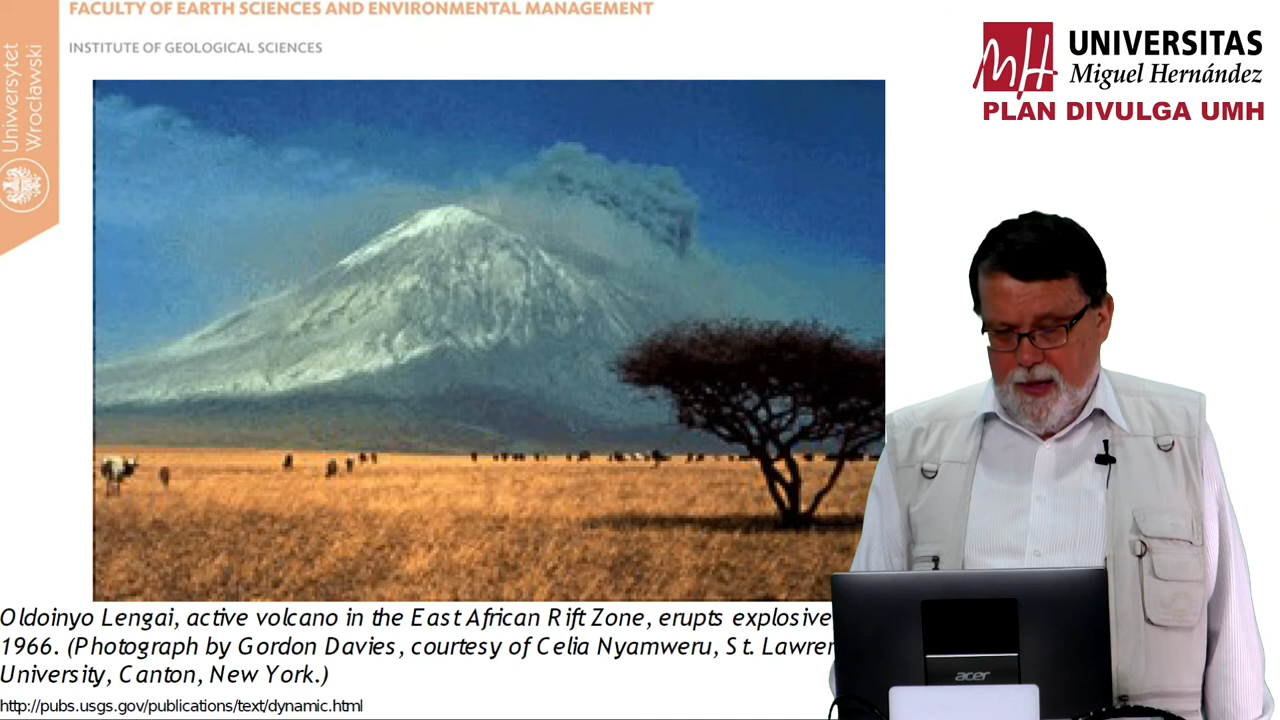 FACULTY OF EARTH SCIENCES AND ENVIRONMENTAL MANAGEMENT
INSTITUTE OF GEOLOGICAL SCIENCES
Uniwersytet
Wrocławski
UNIVERSITAS
Miguel Hernández
PLAN DIVULGA UMH
Oldoinyo Lengai, active volcano in the East African Rift Zone, erupts explosive
1966. (Photograph by Gordon Davies, courtesy of Celia Nyamweru, St. Lawren
University, Canton, New York.)
http://pubs.usgs.gov/publications/text/dynamic.html
acer